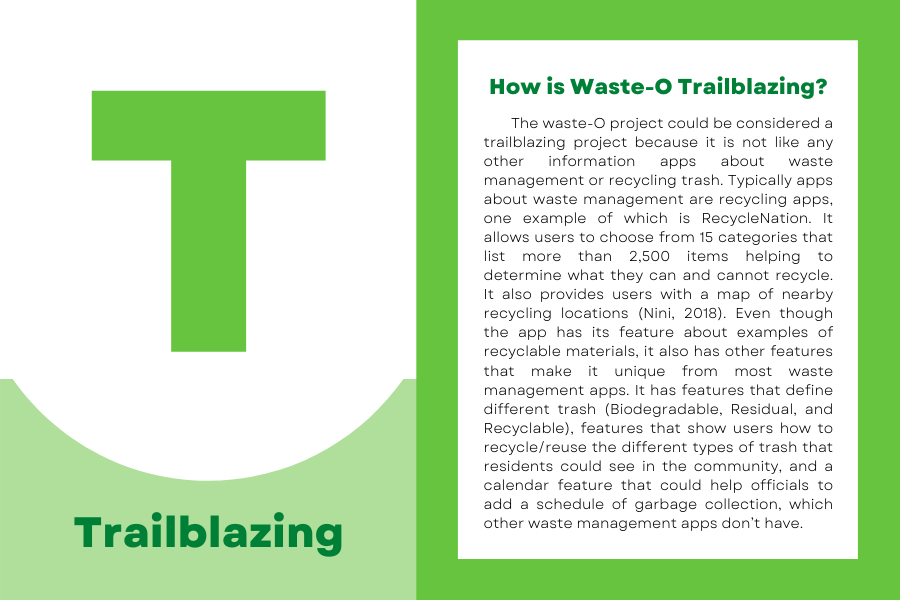 T
Trailblazing
How is Waste-O Trailblazing?
The waste-O project could be considered a
trailblazing project because it is not like any
other information apps about waste
management or recycling trash. Typically apps
about waste management are recycling apps,
one example of which is RecycleNation. It
allows users to choose from 15 categories that
list more than 2,500 items helping to
determine what they can and cannot recycle.
It also provides users with a map of nearby
recycling locations (Nini, 2018). Even though
the app has its feature about examples of
recyclable materials, it also has other features
that make it unique from most waste
management apps. It has features that define
different trash (Biodegradable, Residual, and
Recyclable), features that show users how to
recycle/reuse the different types of trash that
residents could see in the community, and a
calendar feature that could help officials to
add a schedule of garbage collection, which
other waste management apps don't have.